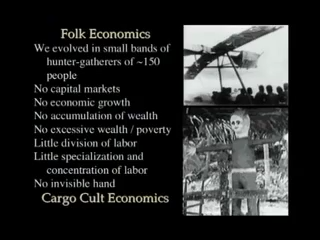 Folk Economics
We evolved in small bands of
hunter-gatherers of ~150
people
No capital markets
No economic growth
No accumulation of wealth
No excessive wealth / poverty
Little division of labor
Little specialization and
concentration of labor
No invisible hand
Cargo Cult Economics